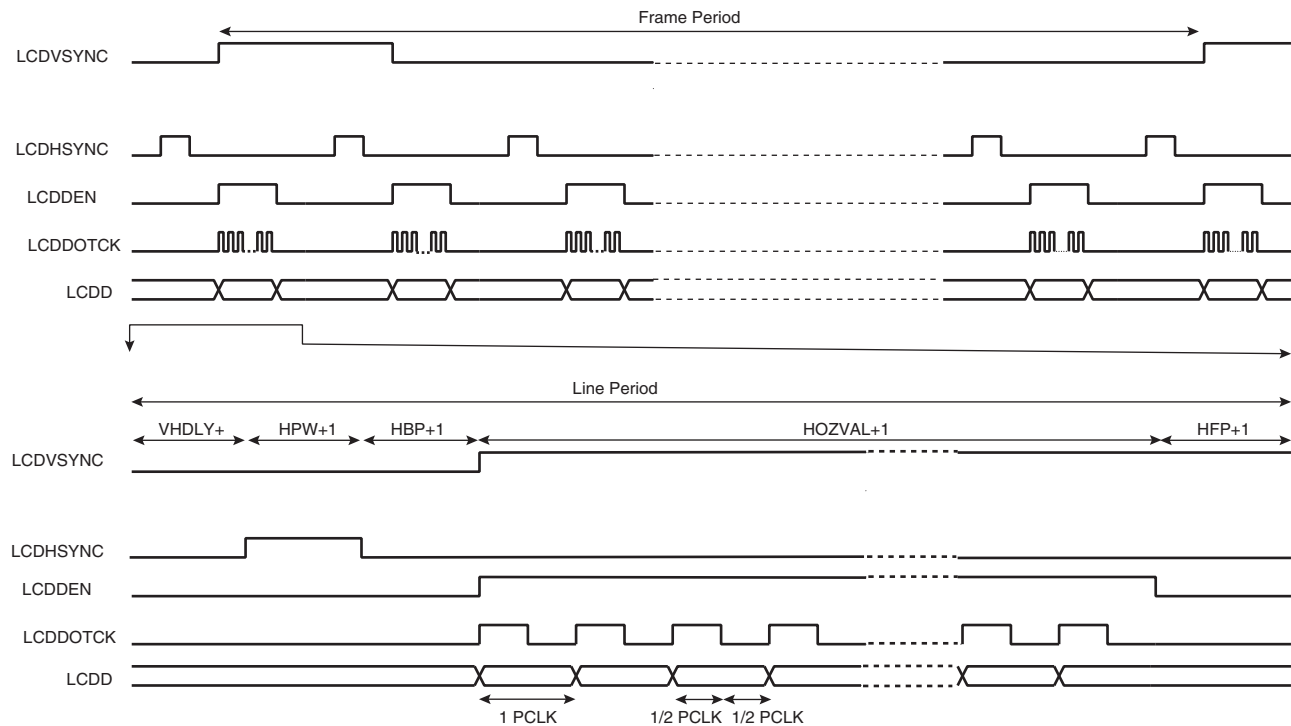 Frame Period
LCDVSYNC
LCDHSYNC
LCDDEN
LCDDOTCK
LCDD
Line Period
VHDLY+ HPW+1 HBP+1 HOZVAL+1 HFP+1
LCDVSYNC
LCDHSYNC
LCDDEN
LCDDOTCK
LCDD
1 PCLK 1/2 PCLK 1/2 PCLK